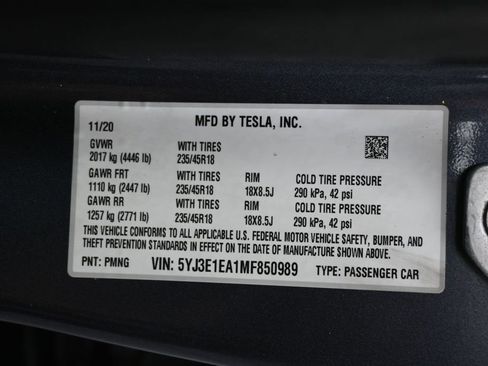 11/20 MFD BY TESLA, INC.
GVWR WITH TIRES
2017 kg (4446 lb) 235/45R18
GAWR FRT WITH TIRES RIM COLD TIRE PRESSURE
1110 kg (2447 lb) 235/45R18 18X8.5J 290 kPa, 42 psi
GAWR RR WITH TIRES RIM COLD TIRE PRESSURE
1257 kg (2771 lb) 235/45R18 18X8.5J 290 kPa, 42 psi
THIS VEHICLE CONFORMS TO ALL APPLICABLE U.S. FEDERAL MOTOR VEHICLE SAFETY, BUMPER, AND
THEFT PREVENTION STANDARDS IN EFFECT ON THE DATE OF MANUFACTURE SHOWN ABOVE.
PNT: PMNG VIN: 5YJ3E1EA1MF850989 TYPE: PASSENGER CAR